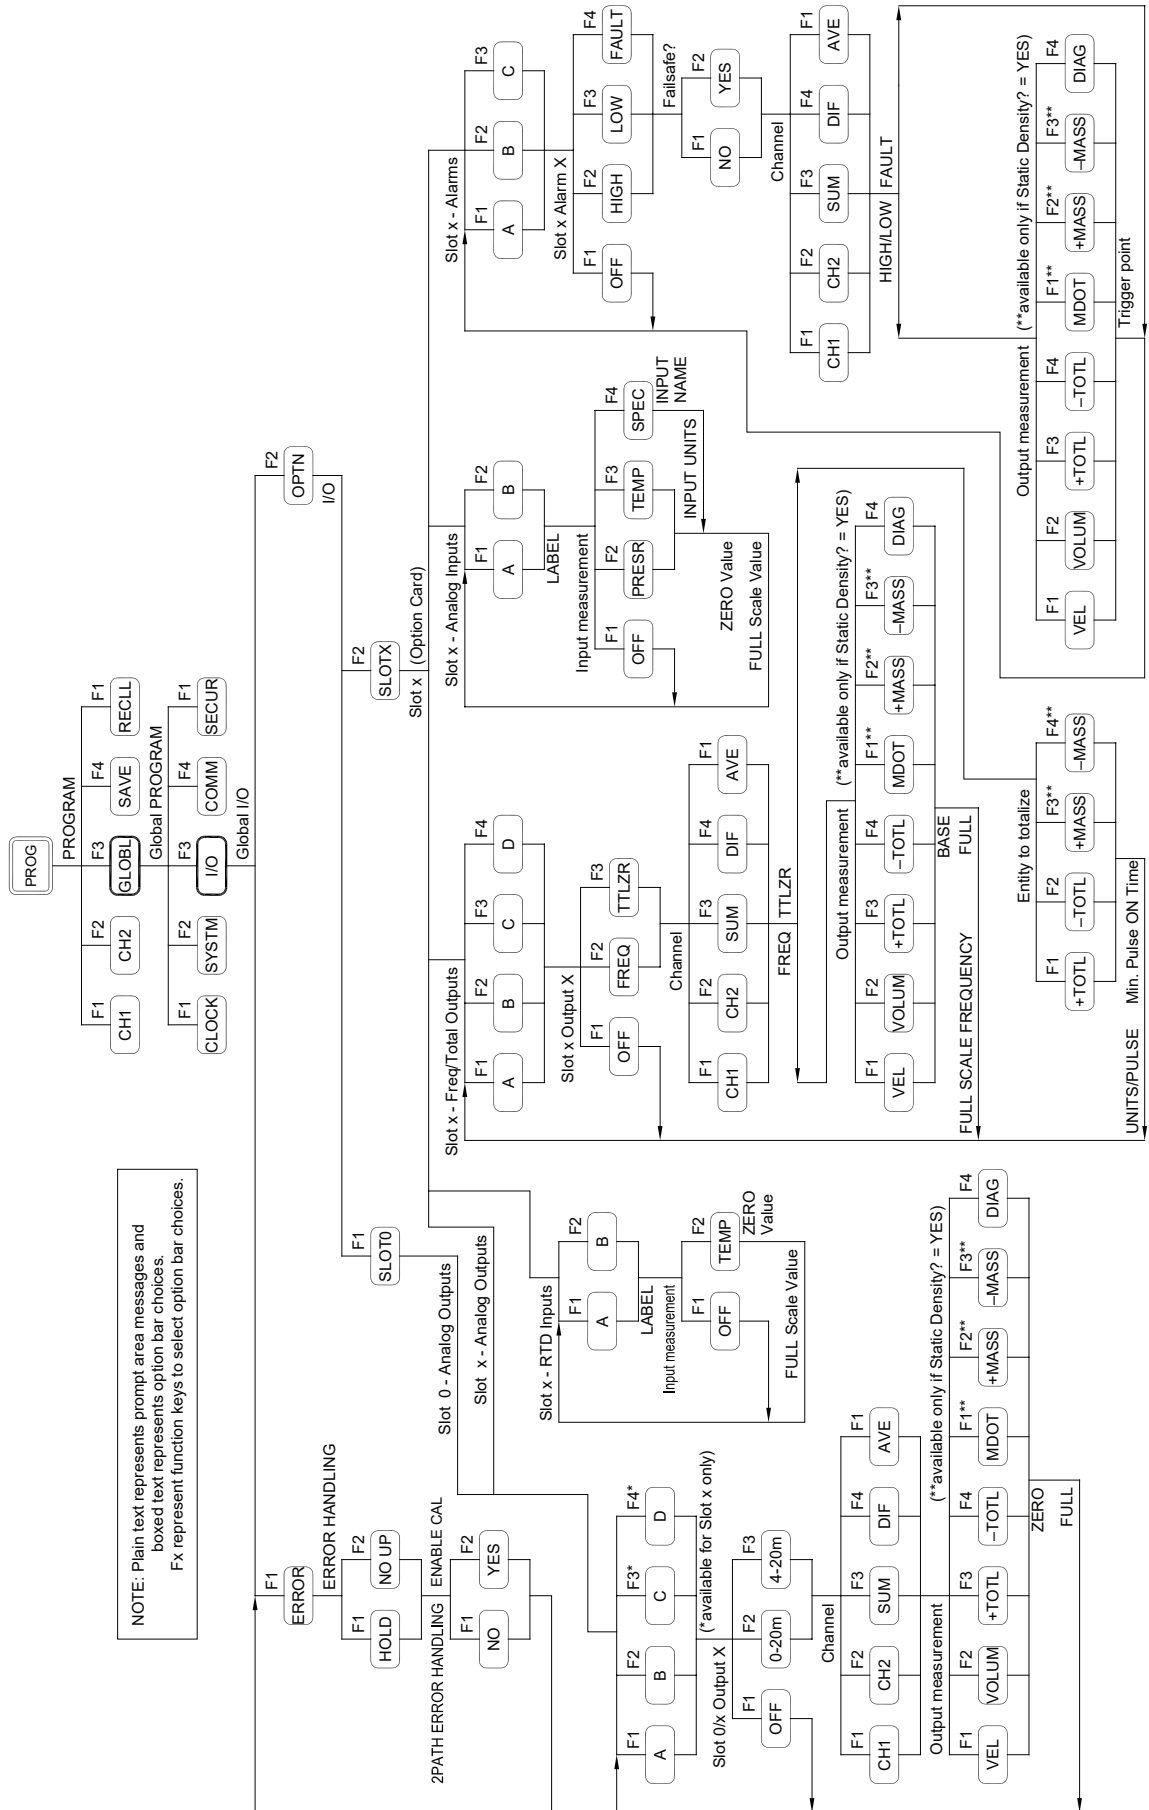 PROG
PROGRAM
F1 F2 F3 F4 F1
CH1 CH2 GLOBL SAVE RECLL
Global PROGRAM
F1 F2 F3 F4 F1
CLOCK SYSTM I/O COMM SECUR
Global I/O
NOTE: Plain text represents prompt area messages and
boxed text represents option bar choices.
Fx represent function keys to select option bar choices.
F1
ERROR
ERROR HANDLING
F1 F2
HOLD NO UP
2PATH ERROR HANDLING ENABLE CAL
F1 F2
NO YES
F2
OPTN
I/O
F1
SLOT0
F2
SLOTX
Slot 0 - Analog Outputs
Slot x - Analog Outputs
Slot x (Option Card)
F1 F2 F3* F4*
A B C D
(*available for Slot x only)
Slot 0/x Output X
F1 F2 F3
OFF 0-20m 4-20m
Channel
F1 F2 F3 F4 F1
CH1 CH2 SUM DIF AVE
Output measurement (**available only if Static Density? = YES)
F1 F2 F3 F4 F1** F2** F3** F4
VEL VOLUM +TOTL –TOTL MDOT +MASS –MASS DIAG
ZERO
FULL
Slot x - RTD Inputs
F1 F2
A B
LABEL
Input measurement
F1 F2
OFF TEMP
ZERO
Value
FULL Scale Value
Slot x - Freq/Total Outputs
F1 F2 F3 F4
A B C D
Slot x Output X
F1 F2 F3
OFF FREQ TTLZR
Channel
F1 F2 F3 F4 F1
CH1 CH2 SUM DIF AVE
FREQ TTLZR
Output measurement (**available only if Static Density? = YES)
F1 F2 F3 F4 F1** F2** F3** F4
VEL VOLUM +TOTL –TOTL MDOT +MASS –MASS DIAG
BASE
FULL
FULL SCALE FREQUENCY
Entity to totalize
F1 F2 F3** F4**
+TOTL –TOTL +MASS –MASS
UNITS/PULSE Min. Pulse ON Time
Slot x - Analog Inputs
F1 F2
A B
LABEL
Input measurement
F1 F2 F3 F4
OFF PRESR TEMP SPEC
INPUT
NAME
INPUT UNITS
ZERO Value
FULL Scale Value
Slot x - Alarms
F1 F2 F3
A B C
Slot x Alarm X
F1 F2 F3 F4
OFF HIGH LOW FAULT
Failsafe?
F1 F2
NO YES
Channel
F1 F2 F3 F4 F1
CH1 CH2 SUM DIF AVE
HIGH/LOW FAULT
Output measurement (**available only if Static Density? = YES)
F1 F2 F3 F4 F1** F2** F3** F4
VEL VOLUM +TOTL –TOTL MDOT +MASS –MASS DIAG
Trigger point